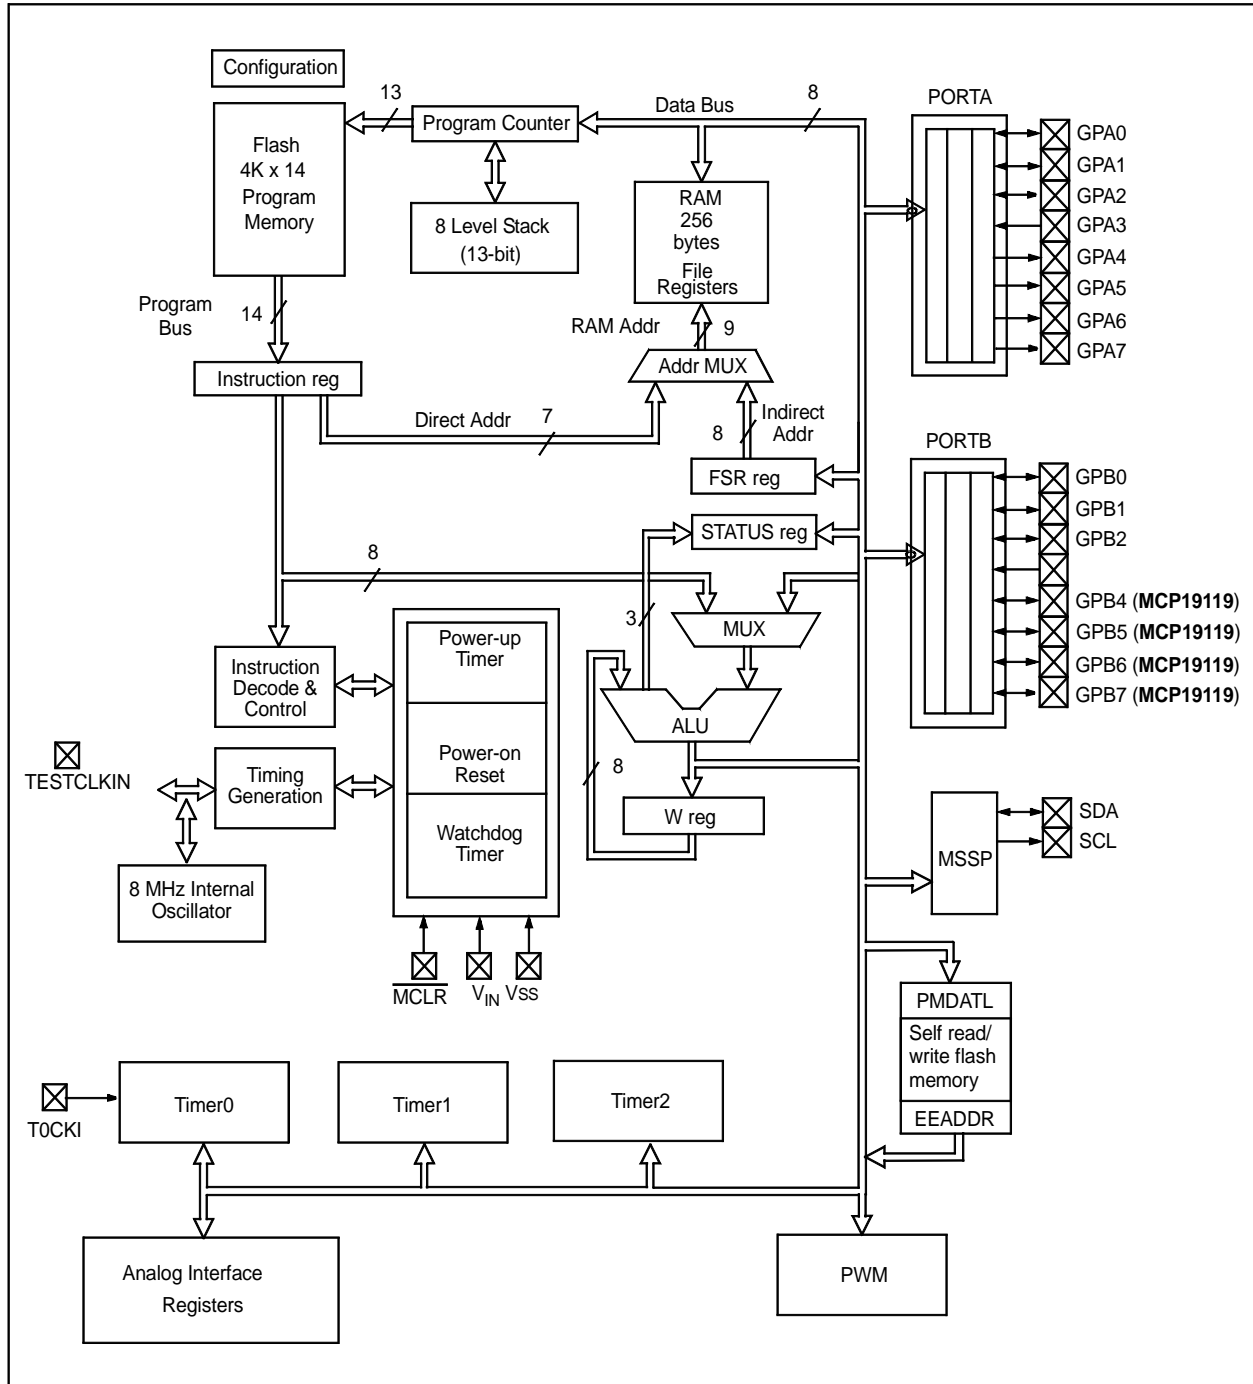 Configuration
Flash
4K x 14
Program
Memory
13
Program Counter
8 Level Stack
(13-bit)
Data Bus
8
RAM
256
bytes
File
Registers
RAM Addr
9
Addr MUX
Program
Bus
14
Instruction reg
Direct Addr
7
8
Indirect
Addr
FSR reg
STATUS reg
8
3
MUX
ALU
8
W reg
Instruction
Decode &
Control
Timing
Generation
TESTCLKIN
8 MHz Internal
Oscillator
Power-up
Timer
Power-on
Reset
Watchdog
Timer
MCLR
VIN
VSS
PORTA
GPA0
GPA1
GPA2
GPA3
GPA4
GPA5
GPA6
GPA7
PORTB
GPB0
GPB1
GPB2
GPB4 (MCP19119)
GPB5 (MCP19119)
GPB6 (MCP19119)
GPB7 (MCP19119)
MSSP
SDA
SCL
PMDATL
Self read/
write flash
memory
EEADDR
T0CKI
Timer0
Timer1
Timer2
Analog Interface
Registers
PWM